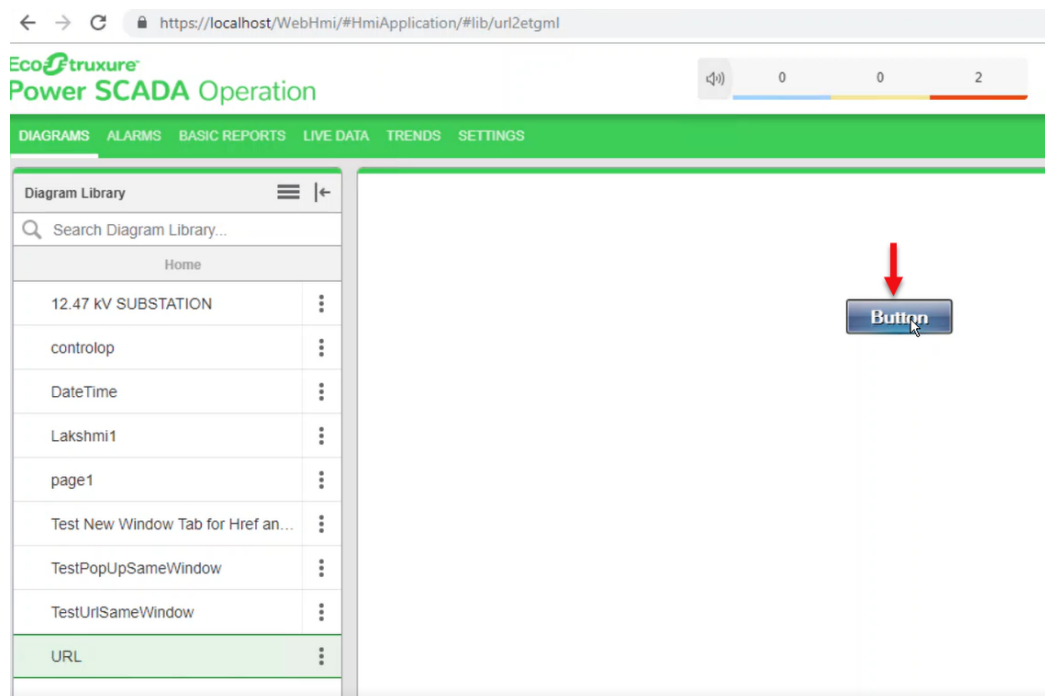 https://localhost/WebHmi/#HmiApplication/#lib/url2etgml
EcoStruxure
Power SCADA Operation
0 0 2
DIAGRAMS ALARMS BASIC REPORTS LIVE DATA TRENDS SETTINGS
Diagram Library
Search Diagram Library...
Home
12.47 kV SUBSTATION
controlop
DateTime
Lakshmi1
page1
Test New Window Tab for Href an...
TestPopUpSameWindow
TestUrlSameWindow
URL
Button